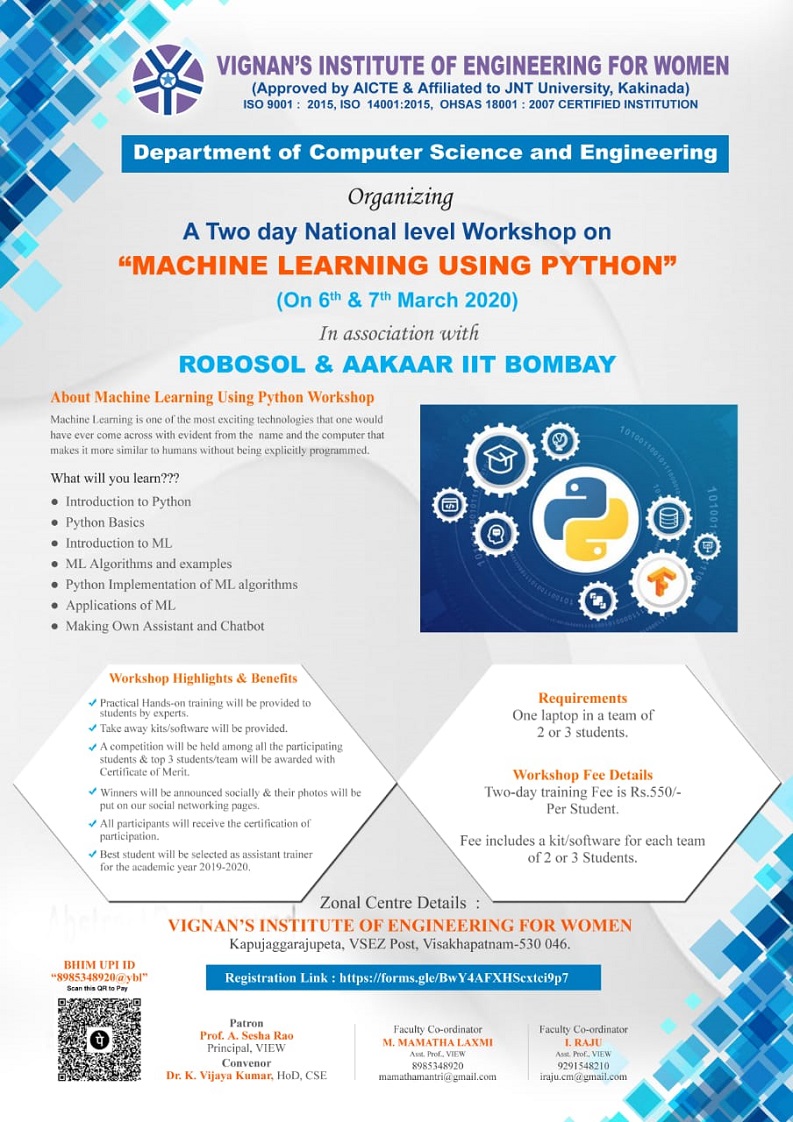 VIGNAN'S INSTITUTE OF ENGINEERING FOR WOMEN
(Approved by AICTE & Affiliated to JNT University, Kakinada)
ISO 9001 : 2015, ISO 14001:2015, OHSAS 18001 : 2007 CERTIFIED INSTITUTION
Department of Computer Science and Engineering
Organizing
A Two day National level Workshop on
“MACHINE LEARNING USING PYTHON”
(On 6th & 7th March 2020)
In association with
ROBOSOL & AAKAAR IIT BOMBAY
About Machine Learning Using Python Workshop
Machine Learning is one of the most exciting technologies that one would
have ever come across with evident from the name and the computer that
makes it more similar to humans without being explicitly programmed.
What will you learn???
● Introduction to Python
● Python Basics
● Introduction to ML
● ML Algorithms and examples
● Python Implementation of ML algorithms
● Applications of ML
● Making Own Assistant and Chatbot
Workshop Highlights & Benefits
✓ Practical Hands-on training will be provided to
students by experts.
✓ Take away kits/software will be provided.
✓ A competition will be held among all the participating
students & top 3 students/team will be awarded with
Certificate of Merit.
✓ Winners will be announced socially & their photos will be
put on our social networking pages.
✓ All participants will receive the certification of
participation.
✓ Best student will be selected as assistant trainer
for the academic year 2019-2020.
Requirements
One laptop in a team of
2 or 3 students.
Workshop Fee Details
Two-day training Fee is Rs.550/-
Per Student.
Fee includes a kit/software for each team
of 2 or 3 Students.
Zonal Centre Details :
VIGNAN'S INSTITUTE OF ENGINEERING FOR WOMEN
Kapujaggarajupeta, VSEZ Post, Visakhapatnam-530 046.
BHIM UPI ID
“8985348920@ybl”
Scan this QR to Pay
Registration Link : https://forms.gle/BwY4AFXHScxtci9p7
Patron
Prof. A. Sesha Rao
Principal, VIEW
Convenor
Dr. K. Vijaya Kumar, HoD, CSE
Faculty Co-ordinator
M. MAMATHA LAXMI
Asst. Prof., VIEW
8985348920
mamathamantri@gmail.com
Faculty Co-ordinator
I. RAJU
Asst. Prof., VIEW
9291548210
iraju.cm@gmail.com